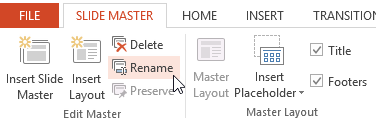 FILE SLIDE MASTER HOME INSERT TRANSITION
Insert Slide Master
Insert Layout
Delete
Rename
Preserve
Edit Master
Master Layout
Insert Placeholder
Title
Footers
Master Layout